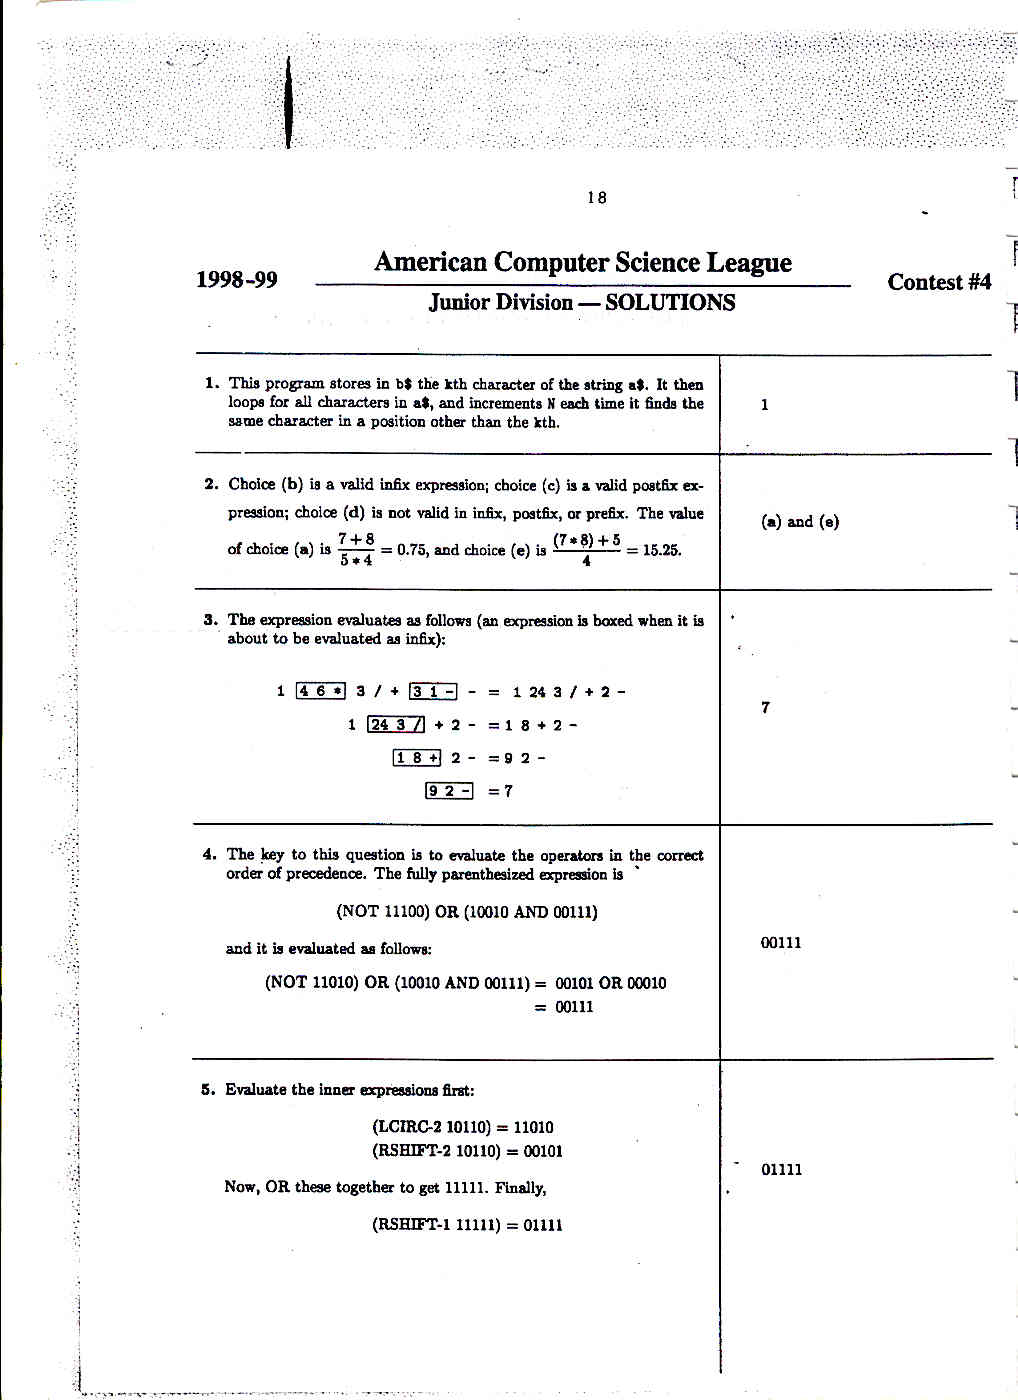 18
American Computer Science League
1998-99
Contest #4
Junior Division — SOLUTIONS
1. This program stores in b$ the kth character of the string a$. It then
loops for all characters in a$, and increments N each time it finds the
same character in a position other than the kth.
1
2. Choice (b) is a valid infix expression; choice (c) is a valid postfix ex-
pression; choice (d) is not valid in infix, postfix, or prefix. The value
of choice (a) is 7 + 8 / 5 * 4 = 0.75, and choice (e) is (7 * 8) + 5 / 4 = 15.25.
(a) and (e)
3. The expression evaluates as follows (an expression is boxed when it is
about to be evaluated as infix):
1 4 6 * 3 / + 3 1 - - = 1 24 3 / + 2 -
1 24 3 / + 2 - = 1 8 + 2 -
1 8 + 2 - = 9 2 -
9 2 - = 7
7
4. The key to this question is to evaluate the operators in the correct
order of precedence. The fully parenthesized expression is
(NOT 11100) OR (10010 AND 00111)
and it is evaluated as follows:
(NOT 11010) OR (10010 AND 00111) = 00101 OR 00010
= 00111
00111
5. Evaluate the inner expressions first:
(LCIRC-2 10110) = 11010
(RSHIFT-2 10110) = 00101
Now, OR these together to get 11111. Finally,
(RSHIFT-1 11111) = 01111
01111